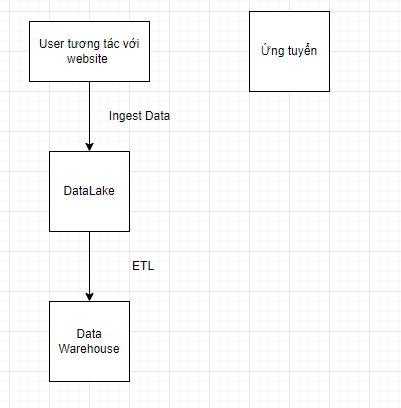 User tương tác với
website
Ứng tuyển
Ingest Data
DataLake
ETL
Data
Warehouse